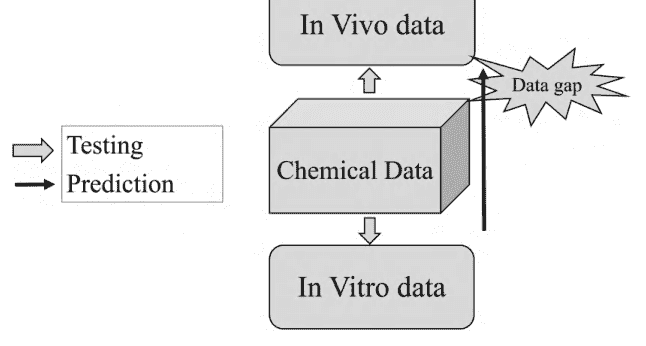 In Vivo data
Data gap
Testing
Prediction
Chemical Data
In Vitro data